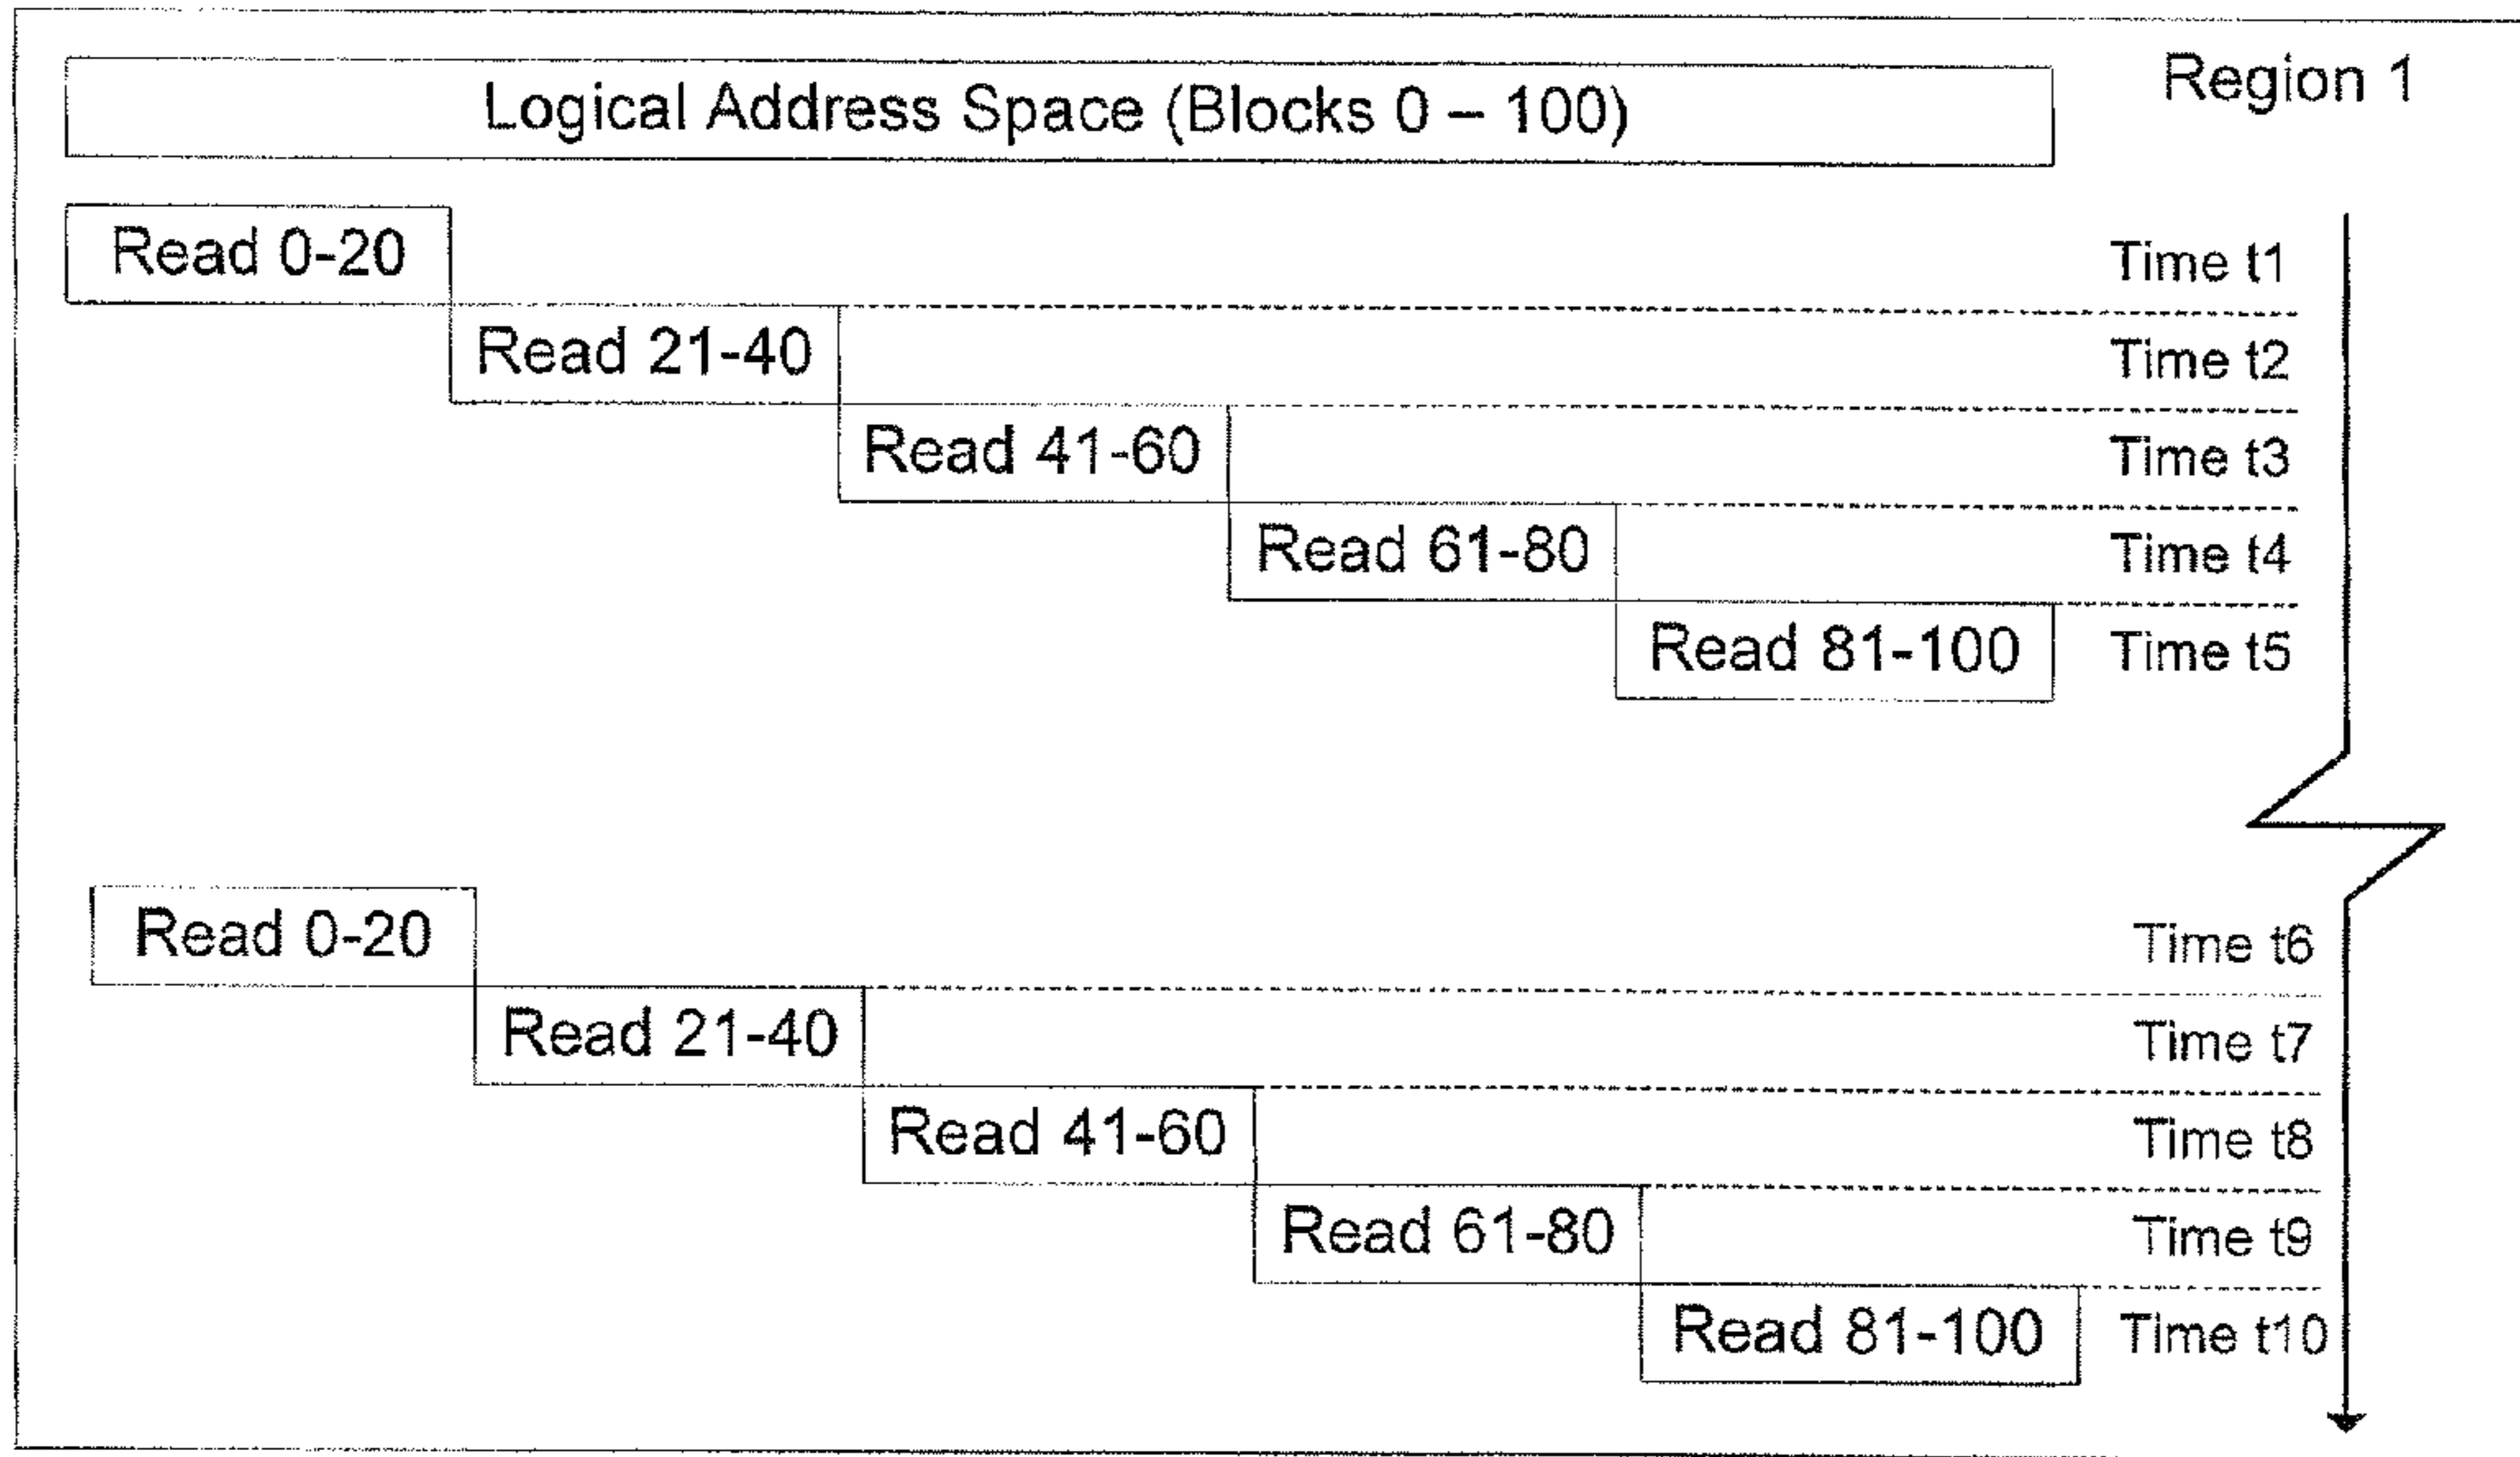 Region 1
Logical Address Space (Blocks 0 – 100)
Read 0-20 Time t1
Read 21-40 Time t2
Read 41-60 Time t3
Read 61-80 Time t4
Read 81-100 Time t5
Read 0-20 Time t6
Read 21-40 Time t7
Read 41-60 Time t8
Read 61-80 Time t9
Read 81-100 Time t10